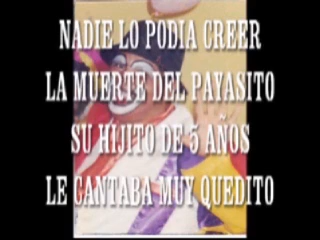 NADIE LO PODIA CREER
LA MUERTE DEL PAYASITO
SU HIJITO DE 5 AÑOS
LE CANTABA MUY QUEDITO